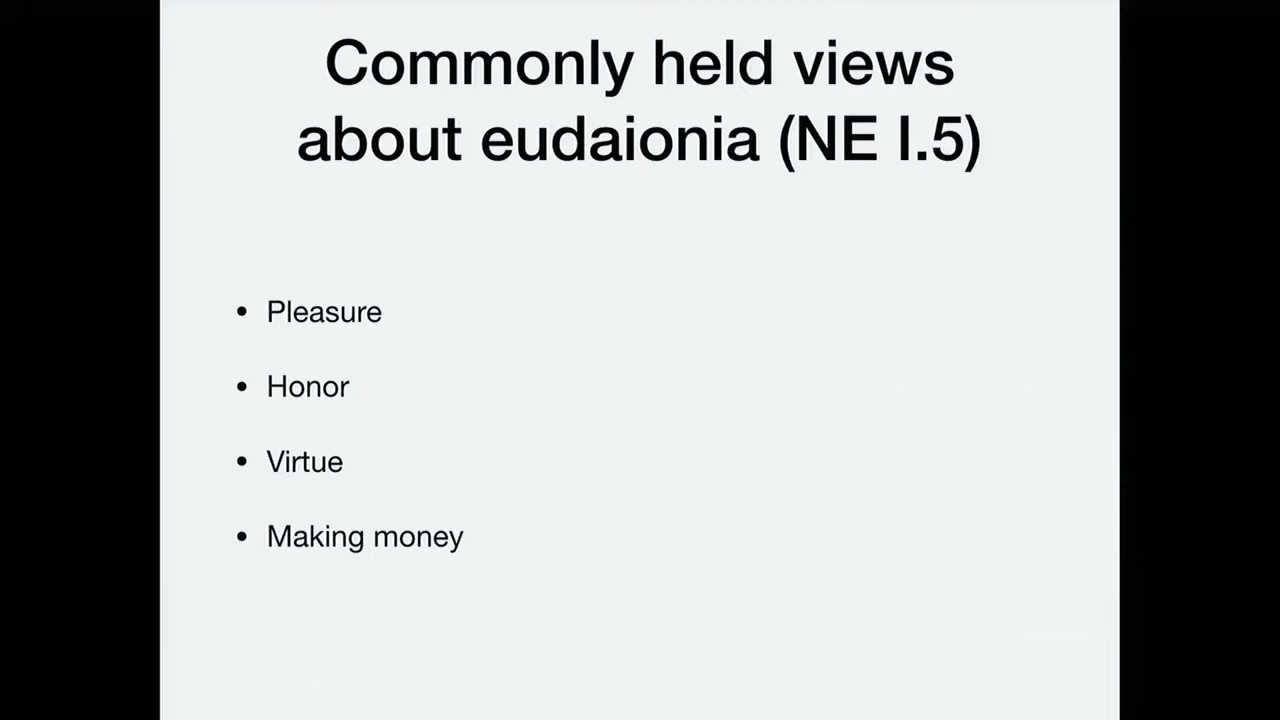 Commonly held views
about eudaionia (NE I.5)
• Pleasure
• Honor
• Virtue
• Making money